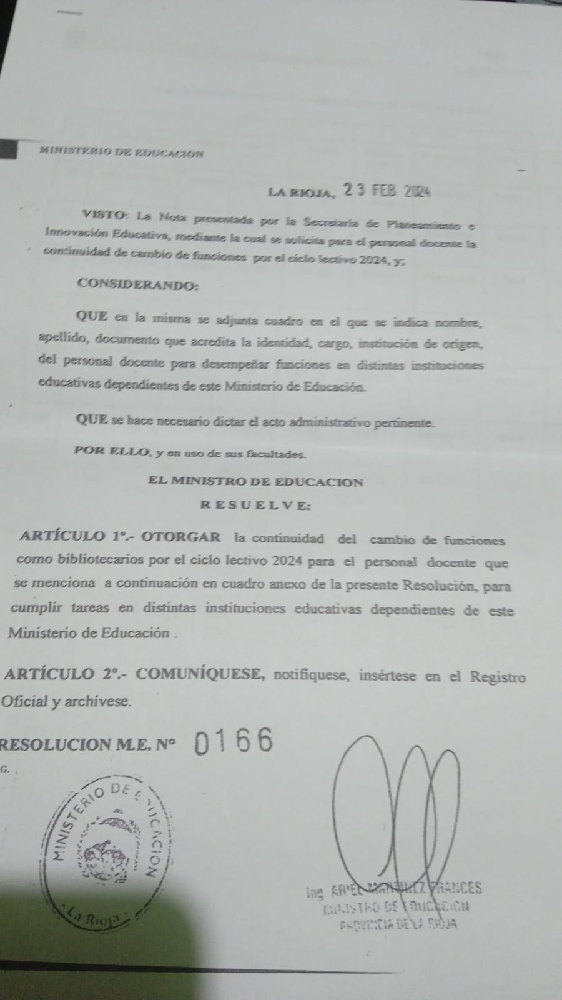 MINISTERIO DE EDUCACION
LA RIOJA, 23 FEB 2024
VISTO: La Nota presentada por la Secretaría de Planeamiento e
Innovación Educativa, mediante la cual se solicita para el personal docente la
continuidad de cambio de funciones por el ciclo lectivo 2024, y;
CONSIDERANDO:
QUE en la misma se adjunta cuadro en el que se indica nombre,
apellido, documento que acredita la identidad, cargo, institución de origen,
del personal docente para desempeñar funciones en distintas instituciones
educativas dependientes de este Ministerio de Educación.
QUE se hace necesario dictar el acto administrativo pertinente.
POR ELLO, y en uso de sus facultades.
EL MINISTRO DE EDUCACION
R E S U E L V E:
ARTÍCULO 1º.- OTORGAR la continuidad del cambio de funciones
como bibliotecarios por el ciclo lectivo 2024 para el personal docente que
se menciona a continuación en cuadro anexo de la presente Resolución, para
cumplir tareas en distintas instituciones educativas dependientes de este
Ministerio de Educación .
ARTÍCULO 2º.- COMUNÍQUESE, notifíquese, insértese en el Registro
Oficial y archívese.
RESOLUCION M.E. Nº 0166
G.
MINISTERIO DE EDUCACION
La Rioja
Ing ARIEL MARTINEZ FRANCES
MINISTRO DE EDUCACION
PROVINCIA DE LA RIOJA